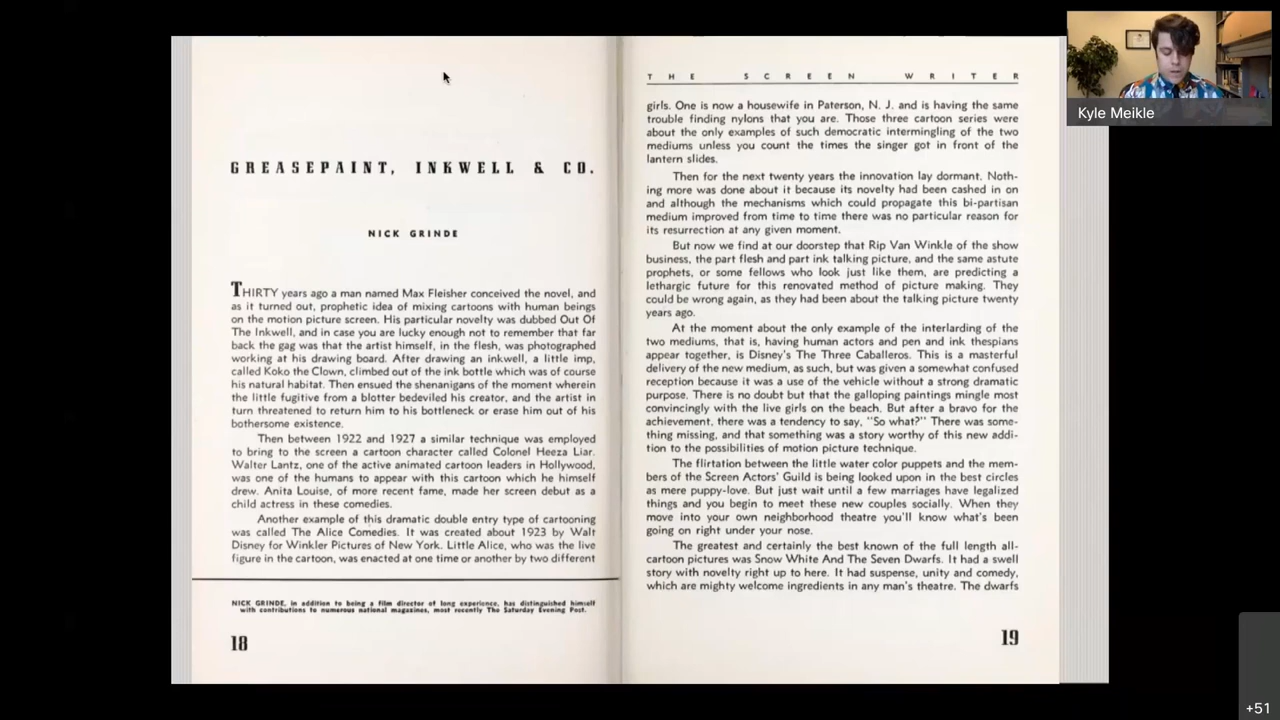 GREASEPAINT, INKWELL & CO.
NICK GRINDE
THIRTY years ago a man named Max Fleisher conceived the novel, and
as it turned out, prophetic idea of mixing cartoons with human beings
on the motion picture screen. His particular novelty was dubbed Out Of
The Inkwell, and in case you are lucky enough not to remember that far
back the gag was that the artist himself, in the flesh, was photographed
working at his drawing board. After drawing an inkwell, a little imp,
called Koko the Clown, climbed out of the ink bottle which was of course
his natural habitat. Then ensued the shenanigans of the moment wherein
the little fugitive from a blotter bedeviled his creator, and the artist in
turn threatened to return him to his bottleneck or erase him out of his
bothersome existence.
Then between 1922 and 1927 a similar technique was employed
to bring to the screen a cartoon character called Colonel Heeza Liar.
Walter Lantz, one of the active animated cartoon leaders in Hollywood,
was one of the humans to appear with this cartoon which he himself
drew. Anita Louise, of more recent fame, made her screen debut as a
child actress in these comedies.
Another example of this dramatic double entry type of cartooning
was called The Alice Comedies. It was created about 1923 by Walt
Disney for Winkler Pictures of New York. Little Alice, who was the live
figure in the cartoon, was enacted at one time or another by two different
NICK GRINDE, in addition to being a film director of long experience, has distinguished himself
with contributions to numerous national magazines, most recently The Saturday Evening Post.
18
THE SCREEN WRITER
girls. One is now a housewife in Paterson, N. J. and is having the same
trouble finding nylons that you are. Those three cartoon series were
about the only examples of such democratic intermingling of the two
mediums unless you count the times the singer got in front of the
lantern slides.
Then for the next twenty years the innovation lay dormant. Noth-
ing more was done about it because its novelty had been cashed in on
and although the mechanisms which could propagate this bi-partisan
medium improved from time to time there was no particular reason for
its resurrection at any given moment.
But now we find at our doorstep that Rip Van Winkle of the show
business, the part flesh and part ink talking picture, and the same astute
prophets, or some fellows who look just like them, are predicting a
lethargic future for this renovated method of picture making. They
could be wrong again, as they had been about the talking picture twenty
years ago.
At the moment about the only example of the interlarding of the
two mediums, that is, having human actors and pen and ink thespians
appear together, is Disney's The Three Caballeros. This is a masterful
delivery of the new medium, as such, but was given a somewhat confused
reception because it was a use of the vehicle without a strong dramatic
purpose. There is no doubt but that the galloping paintings mingle most
convincingly with the live girls on the beach. But after a bravo for the
achievement, there was a tendency to say, "So what?" There was some-
thing missing, and that something was a story worthy of this new addi-
tion to the possibilities of motion picture technique.
The flirtation between the little water color puppets and the mem-
bers of the Screen Actors' Guild is being looked upon in the best circles
as mere puppy-love. But just wait until a few marriages have legalized
things and you begin to meet these new couples socially. When they
move into your own neighborhood theatre you'll know what's been
going on right under your nose.
The greatest and certainly the best known of the full length all-
cartoon pictures was Snow White And The Seven Dwarfs. It had a swell
story with novelty right up to here. It had suspense, unity and comedy,
which are mighty welcome ingredients in any man's theatre. The dwarfs
19
Kyle Meikle
+51